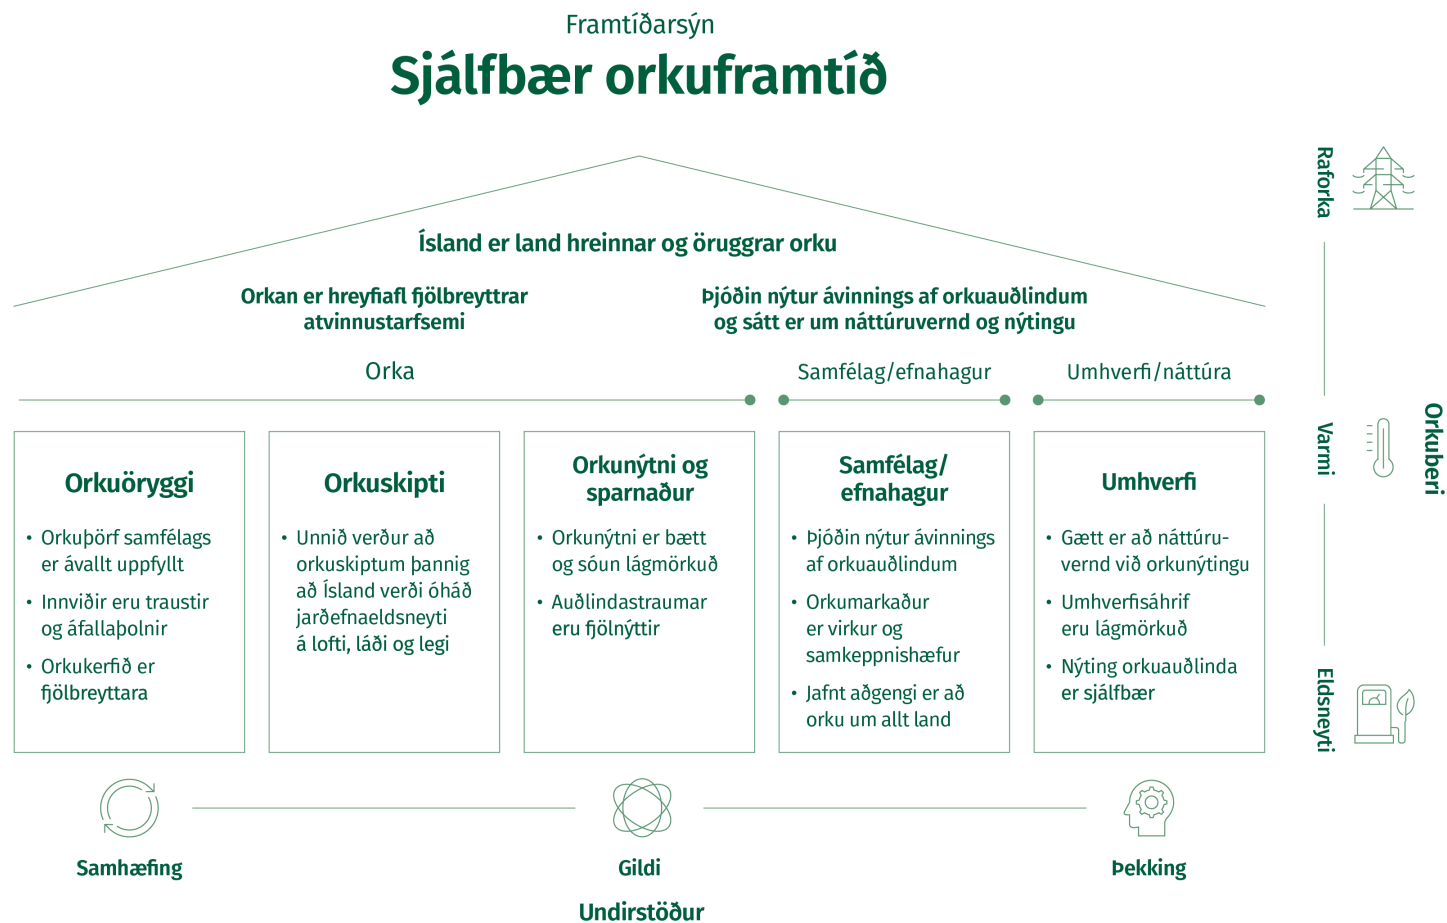 Framtíðarsýn
Sjálfbær orkuframtíð
Ísland er land hreinnar og öruggrar orku
Orkan er hreyfiafl fjölbreyttrar
atvinnustarfsemi
Þjóðin nýtur ávinnings af orkuauðlindum
og sátt er um náttúruvernd og nýtingu
Orka
Samfélag/efnahagur
Umhverfi/náttúra
Orkuöryggi
• Orkuþörf samfélags
er ávallt uppfyllt
• Innviðir eru traustir
og áfallaþolnir
• Orkukerfið er
fjölbreyttara
Orkuskipti
• Unnið verður að
orkuskiptum þannig
að Ísland verði óháð
jarðefnaeldsneyti
á lofti, láði og legi
Orkunýtni og
sparnaður
• Orkunýtni er bætt
og sóun lágmörkuð
• Auðlindastraumar
eru fjölnýttir
Samfélag/
efnahagur
• Þjóðin nýtur ávinnings
af orkuauðlindum
• Orkumarkaður
er virkur og
samkeppnishæfur
• Jafnt aðgengi er að
orku um allt land
Umhverfi
• Gætt er að náttúru-
vernd við orkunýtingu
• Umhverfisáhrif
eru lágmörkuð
• Nýting orkuauðlinda
er sjálfbær
Samhæfing
Gildi
Þekking
Undirstöður
Raforka
Varmi
Eldsneyti
Orkuberi